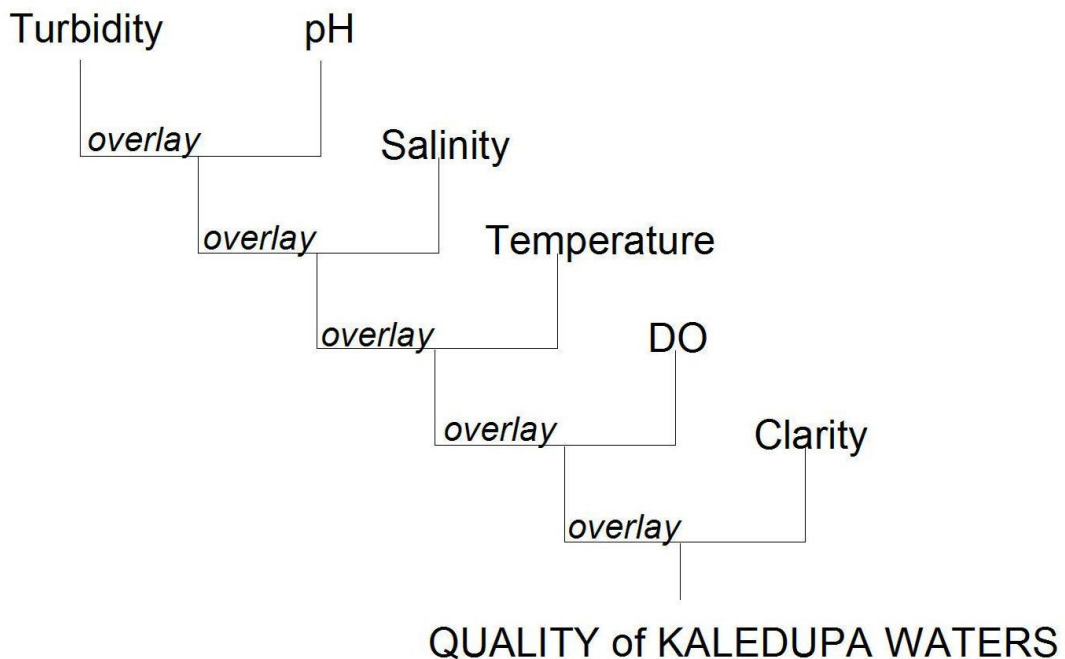 Turbidity pH
overlay Salinity
overlay Temperature
overlay DO
overlay Clarity
overlay
QUALITY of KALEDUPA WATERS